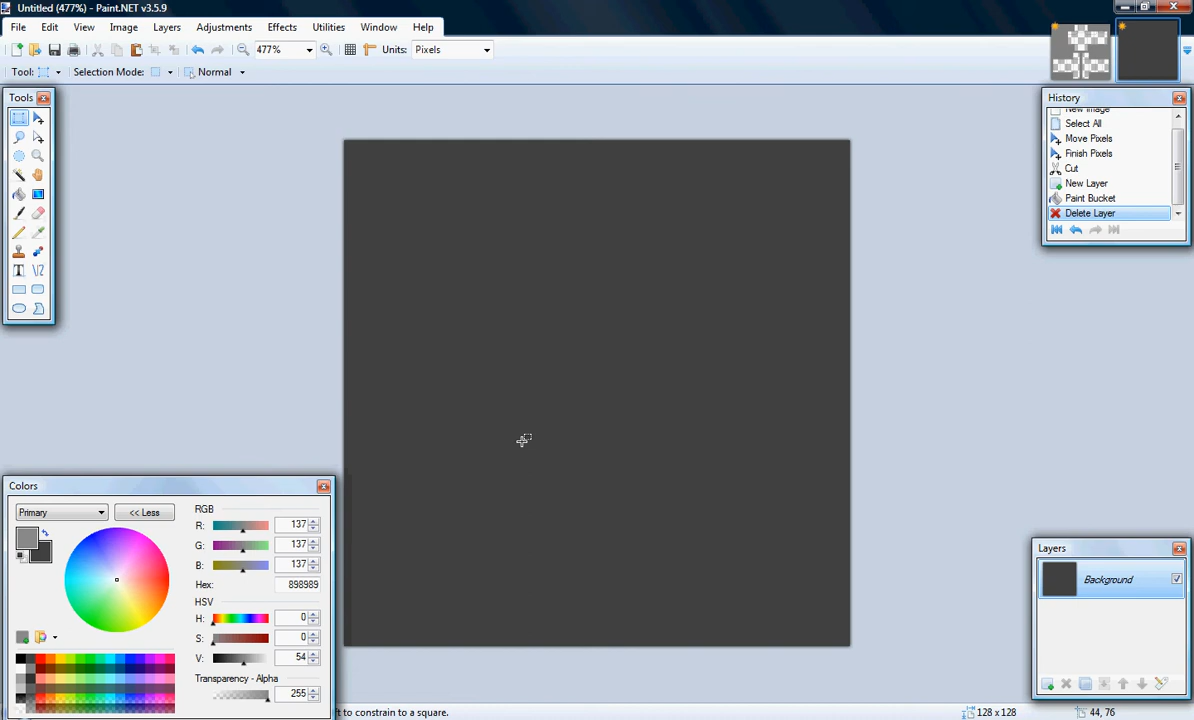 Untitled (477%) - Paint.NET v3.5.9
File Edit View Image Layers Adjustments Effects Utilities Window Help
477% Units: Pixels
Tool: Selection Mode: Normal
Tools
History
New Image
Select All
Move Pixels
Finish Pixels
Cut
New Layer
Paint Bucket
Delete Layer
Colors
Primary << Less
RGB
R: 137
G: 137
B: 137
Hex: 898989
HSV
H: 0
S: 0
V: 54
Transparency - Alpha
255
Layers
Background
ft to constrain to a square. 128 x 128 44, 76